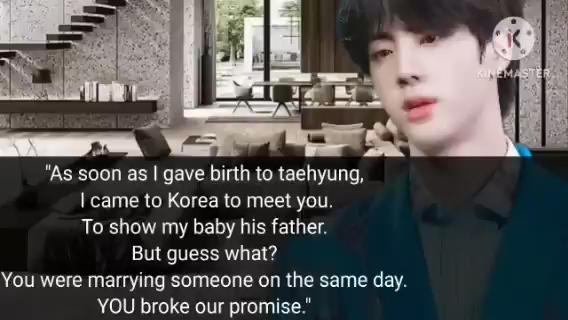 KINEMASTER
"As soon as I gave birth to taehyung,
I came to Korea to meet you.
To show my baby his father.
But guess what?
You were marrying someone on the same day.
YOU broke our promise."